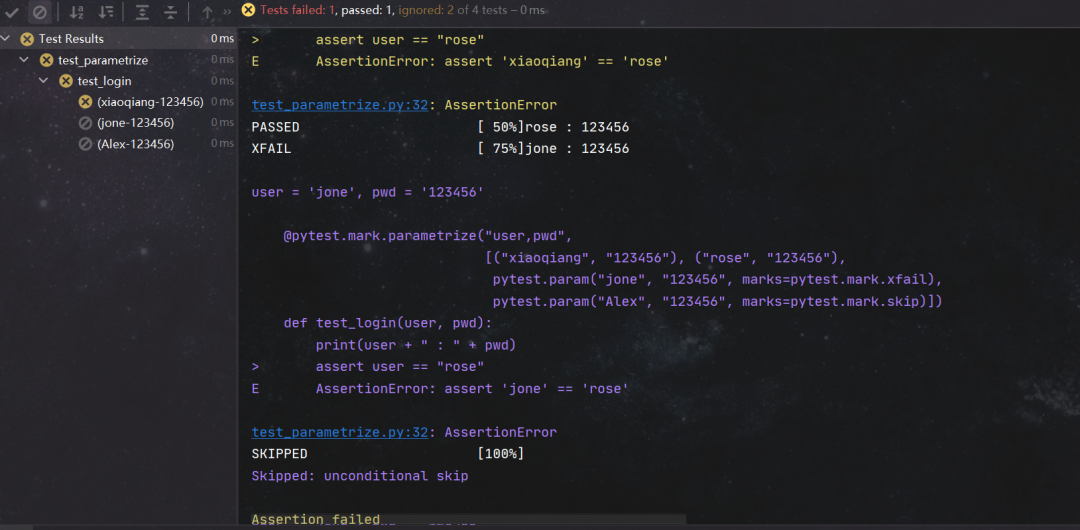 Tests failed: 1, passed: 1, ignored: 2 of 4 tests – 0 ms
Test Results 0 ms
test_parametrize 0 ms
test_login 0 ms
(xiaoqiang-123456) 0 ms
(jone-123456) 0 ms
(Alex-123456) 0 ms
> assert user == "rose"
E AssertionError: assert 'xiaoqiang' == 'rose'
test_parametrize.py:32: AssertionError
PASSED [ 50%]rose : 123456
XFAIL [ 75%]jone : 123456
user = 'jone', pwd = '123456'
@pytest.mark.parametrize("user,pwd",
[("xiaoqiang", "123456"), ("rose", "123456"),
pytest.param("jone", "123456", marks=pytest.mark.xfail),
pytest.param("Alex", "123456", marks=pytest.mark.skip)])
def test_login(user, pwd):
print(user + " : " + pwd)
> assert user == "rose"
E AssertionError: assert 'jone' == 'rose'
test_parametrize.py:32: AssertionError
SKIPPED [100%]
Skipped: unconditional skip
Assertion failed